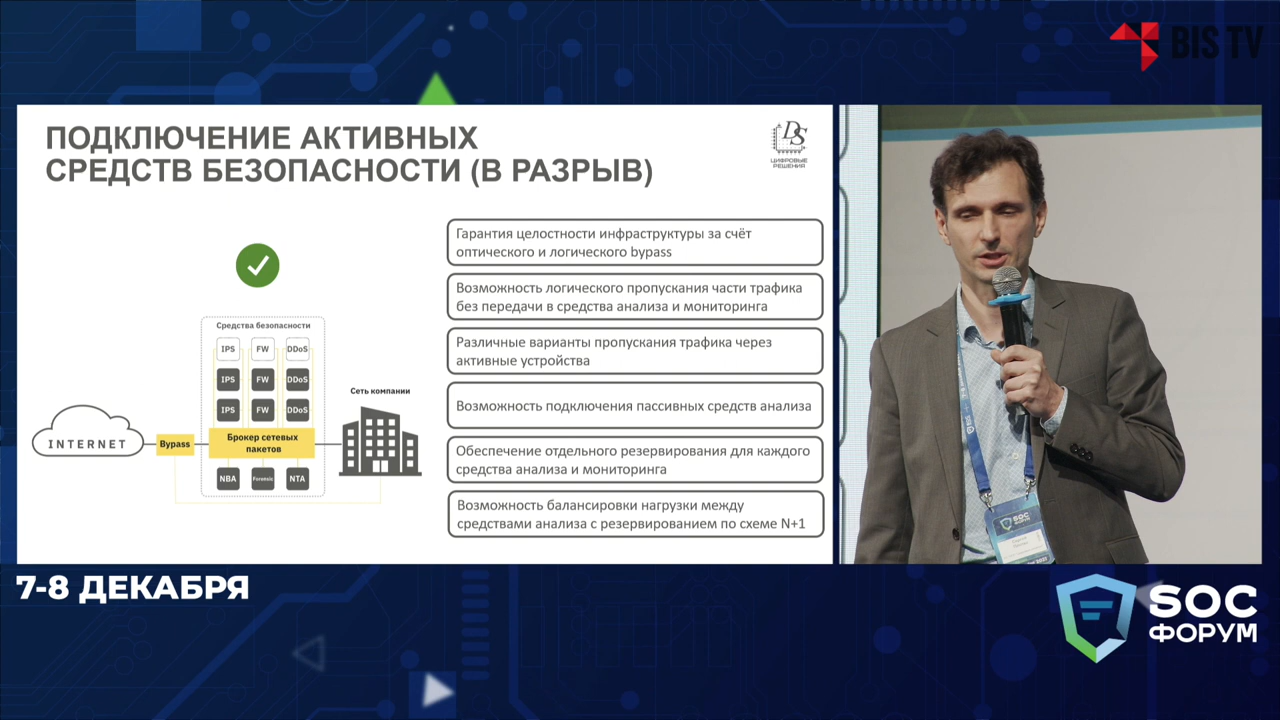 BIS TV
ПОДКЛЮЧЕНИЕ АКТИВНЫХ
СРЕДСТВ БЕЗОПАСНОСТИ (В РАЗРЫВ)
DS
ЦИФРОВЫЕ
РЕШЕНИЯ
Средства безопасности
IPS FW DDoS
IPS FW DDoS
IPS FW DDoS
Сеть компании
INTERNET
Bypass
Брокер сетевых
пакетов
NBA Forensic NTA
Гарантия целостности инфраструктуры за счёт
оптического и логического bypass
Возможность логического пропускания части трафика
без передачи в средства анализа и мониторинга
Различные варианты пропускания трафика через
активные устройства
Возможность подключения пассивных средств анализа
Обеспечение отдельного резервирования для каждого
средства анализа и мониторинга
Возможность балансировки нагрузки между
средствами анализа с резервированием по схеме N+1
SOC
ФОРУМ
7-8 ДЕКАБРЯ
SOC
ФОРУМ